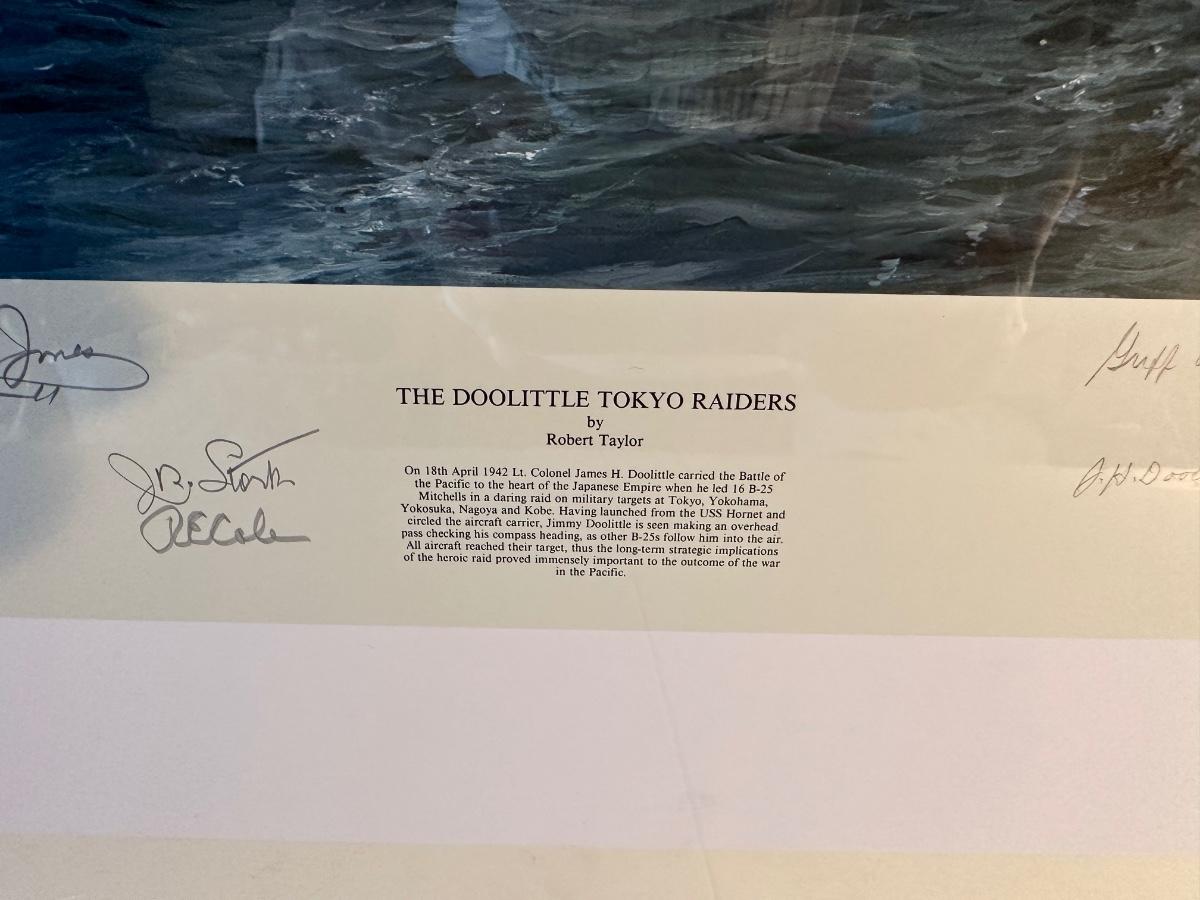 Jones
Griff
THE DOOLITTLE TOKYO RAIDERS
by
Robert Taylor
J.R. Stork
J.H. Doo
RECole
On 18th April 1942 Lt. Colonel James H. Doolittle carried the Battle of
the Pacific to the heart of the Japanese Empire when he led 16 B-25
Mitchells in a daring raid on military targets at Tokyo, Yokohama,
Yokosuka, Nagoya and Kobe. Having launched from the USS Hornet and
circled the aircraft carrier, Jimmy Doolittle is seen making an overhead
pass checking his compass heading, as other B-25s follow him into the air.
All aircraft reached their target, thus the long-term strategic implications
of the heroic raid proved immensely important to the outcome of the war
in the Pacific.